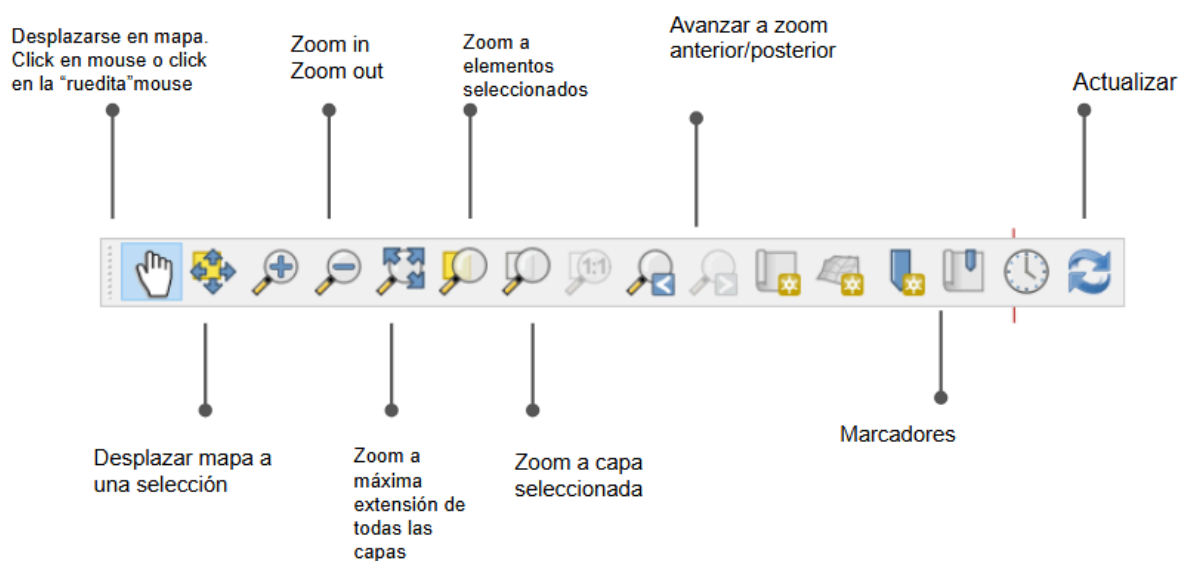 Desplazarse en mapa.
Click en mouse o click
en la “ruedita”mouse
Zoom in
Zoom out
Zoom a
elementos
seleccionados
Avanzar a zoom
anterior/posterior
Actualizar
1:1
Desplazar mapa a
una selección
Zoom a
máxima
extensión de
todas las
capas
Zoom a capa
seleccionada
Marcadores